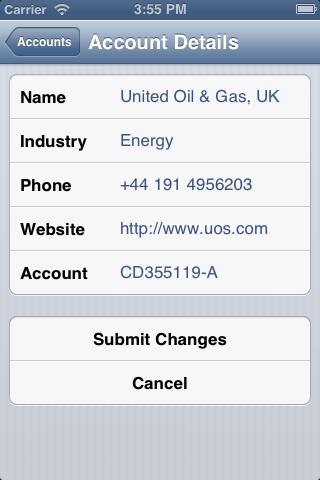 Carrier 3:55 PM
Accounts Account Details
Name United Oil & Gas, UK
Industry Energy
Phone +44 191 4956203
Website http://www.uos.com
Account CD355119-A
Submit Changes
Cancel